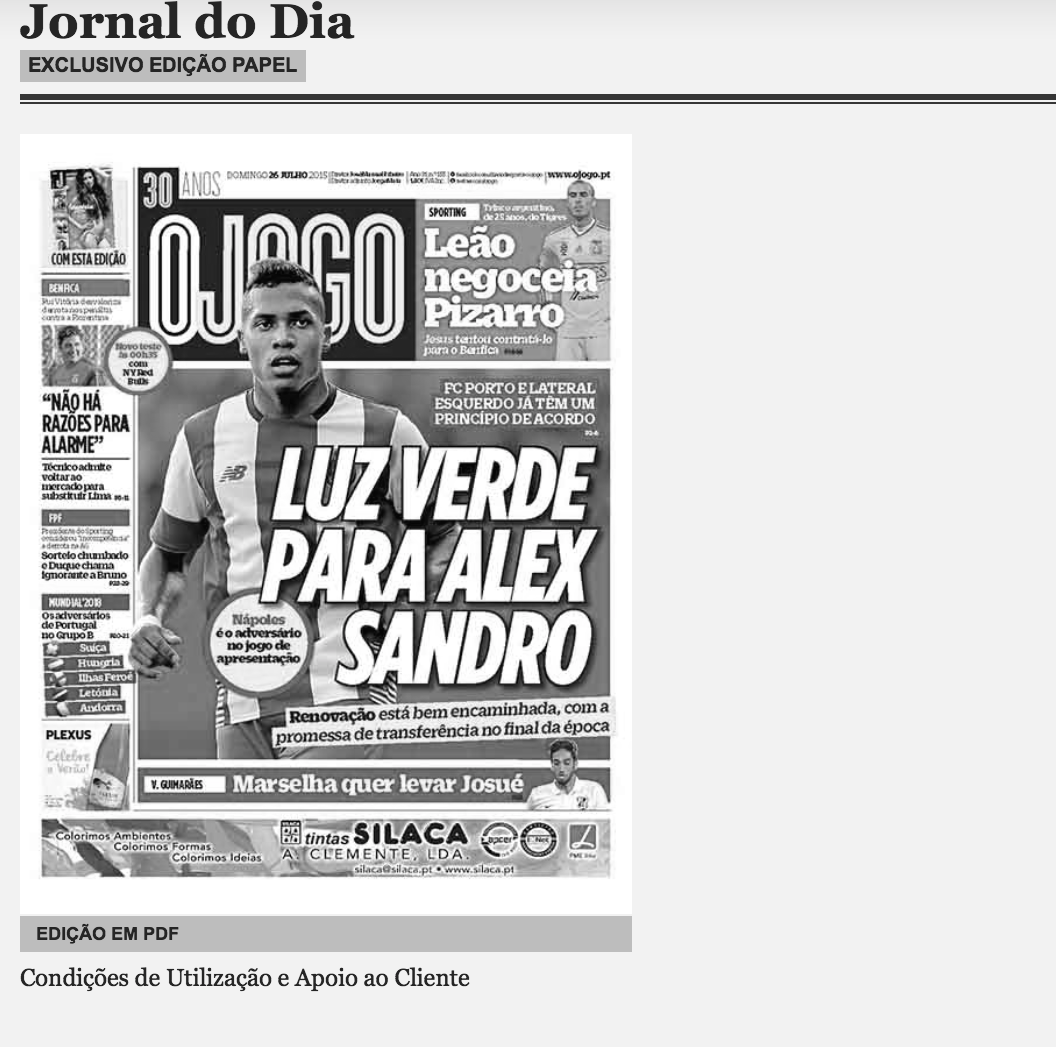 Jornal do Dia
EXCLUSIVO EDIÇÃO PAPEL
30 ANOS
DOMINGO 26 JULHO 2015
www.ojogo.pt
O JOGO
COM ESTA EDIÇÃO
BENFICA
Rui Vitória desvaloriza
derrota nos penáltis
contra a Fiorentina
Novo teste
às 00h35
com
NY Red
Bulls
“NÃO HÁ
RAZÕES PARA
ALARME”
Técnico admite
voltar ao
mercado para
substituir Lima
FPF
Presidente do Sporting
considerou "incompetência"
a derrota na AG
Sorteio chumbado
e Duque chama
ignorante a Bruno
MUNDIAL'2018
Os adversários
de Portugal
no Grupo B
Suíça
Hungria
Ilhas Feroé
Letónia
Andorra
PLEXUS
Celebre
o Verão!
SPORTING
Trinco argentino,
de 25 anos, do Tigres
Leão
negoceia
Pizarro
Jesus tentou contratá-lo
para o Benfica
FC PORTO E LATERAL
ESQUERDO JÁ TÊM UM
PRINCÍPIO DE ACORDO
LUZ VERDE
PARA ALEX
SANDRO
Nápoles
é o adversário
no jogo de
apresentação
Renovação está bem encaminhada, com a
promessa de transferência no final da época
V. GUIMARÃES
Marselha quer levar Josué
Colorimos Ambientes
Colorimos Formas
Colorimos Ideias
tintas SILACA
A. CLEMENTE, LDA.
silaca@silaca.pt • www.silaca.pt
EDIÇÃO EM PDF
Condições de Utilização e Apoio ao Cliente